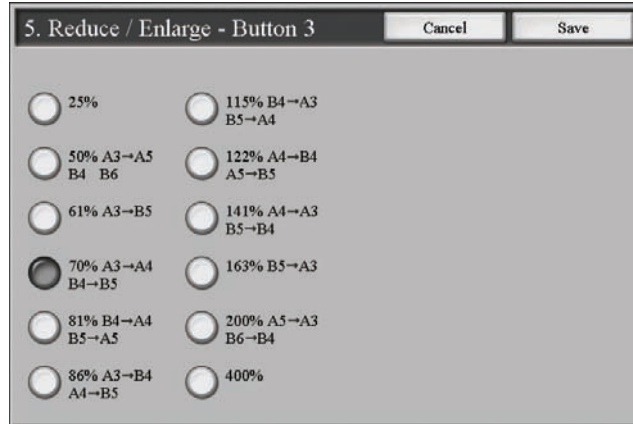 5. Reduce / Enlarge - Button 3
Cancel
Save
25%
50% A3→A5
B4 B6
61% A3→B5
70% A3→A4
B4→B5
81% B4→A4
B5→A5
86% A3→B4
A4→B5
115% B4→A3
B5→A4
122% A4→B4
A5→B5
141% A4→A3
B5→B4
163% B5→A3
200% A5→A3
B6→B4
400%